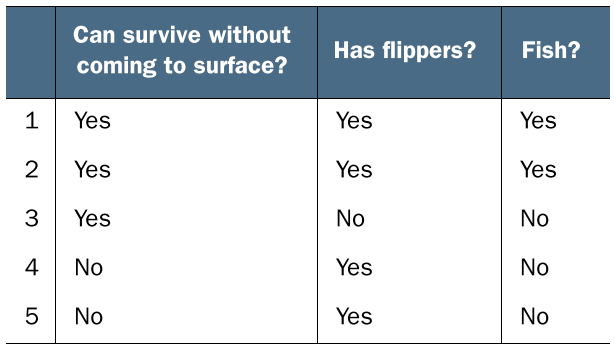 Can survive without coming to surface? Has flippers? Fish?
1 Yes Yes Yes
2 Yes Yes Yes
3 Yes No No
4 No Yes No
5 No Yes No